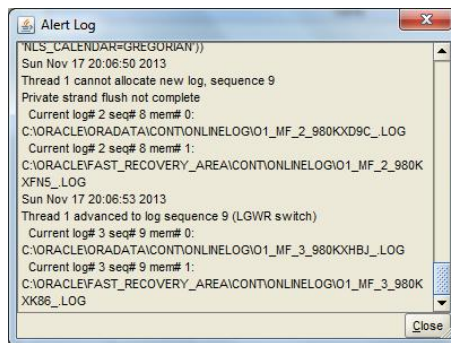 Alert Log
'NLS_CALENDAR=GREGORIAN'))
Sun Nov 17 20:06:50 2013
Thread 1 cannot allocate new log, sequence 9
Private strand flush not complete
Current log# 2 seq# 8 mem# 0:
C:\ORACLE\ORADATA\CONT\ONLINELOG\O1_MF_2_980KXD9C_.LOG
Current log# 2 seq# 8 mem# 1:
C:\ORACLE\FAST_RECOVERY_AREA\CONT\ONLINELOG\O1_MF_2_980K
XFN5_.LOG
Sun Nov 17 20:06:53 2013
Thread 1 advanced to log sequence 9 (LGWR switch)
Current log# 3 seq# 9 mem# 0:
C:\ORACLE\ORADATA\CONT\ONLINELOG\O1_MF_3_980KXHBJ_.LOG
Current log# 3 seq# 9 mem# 1:
C:\ORACLE\FAST_RECOVERY_AREA\CONT\ONLINELOG\O1_MF_3_980K
XK86_.LOG
Close